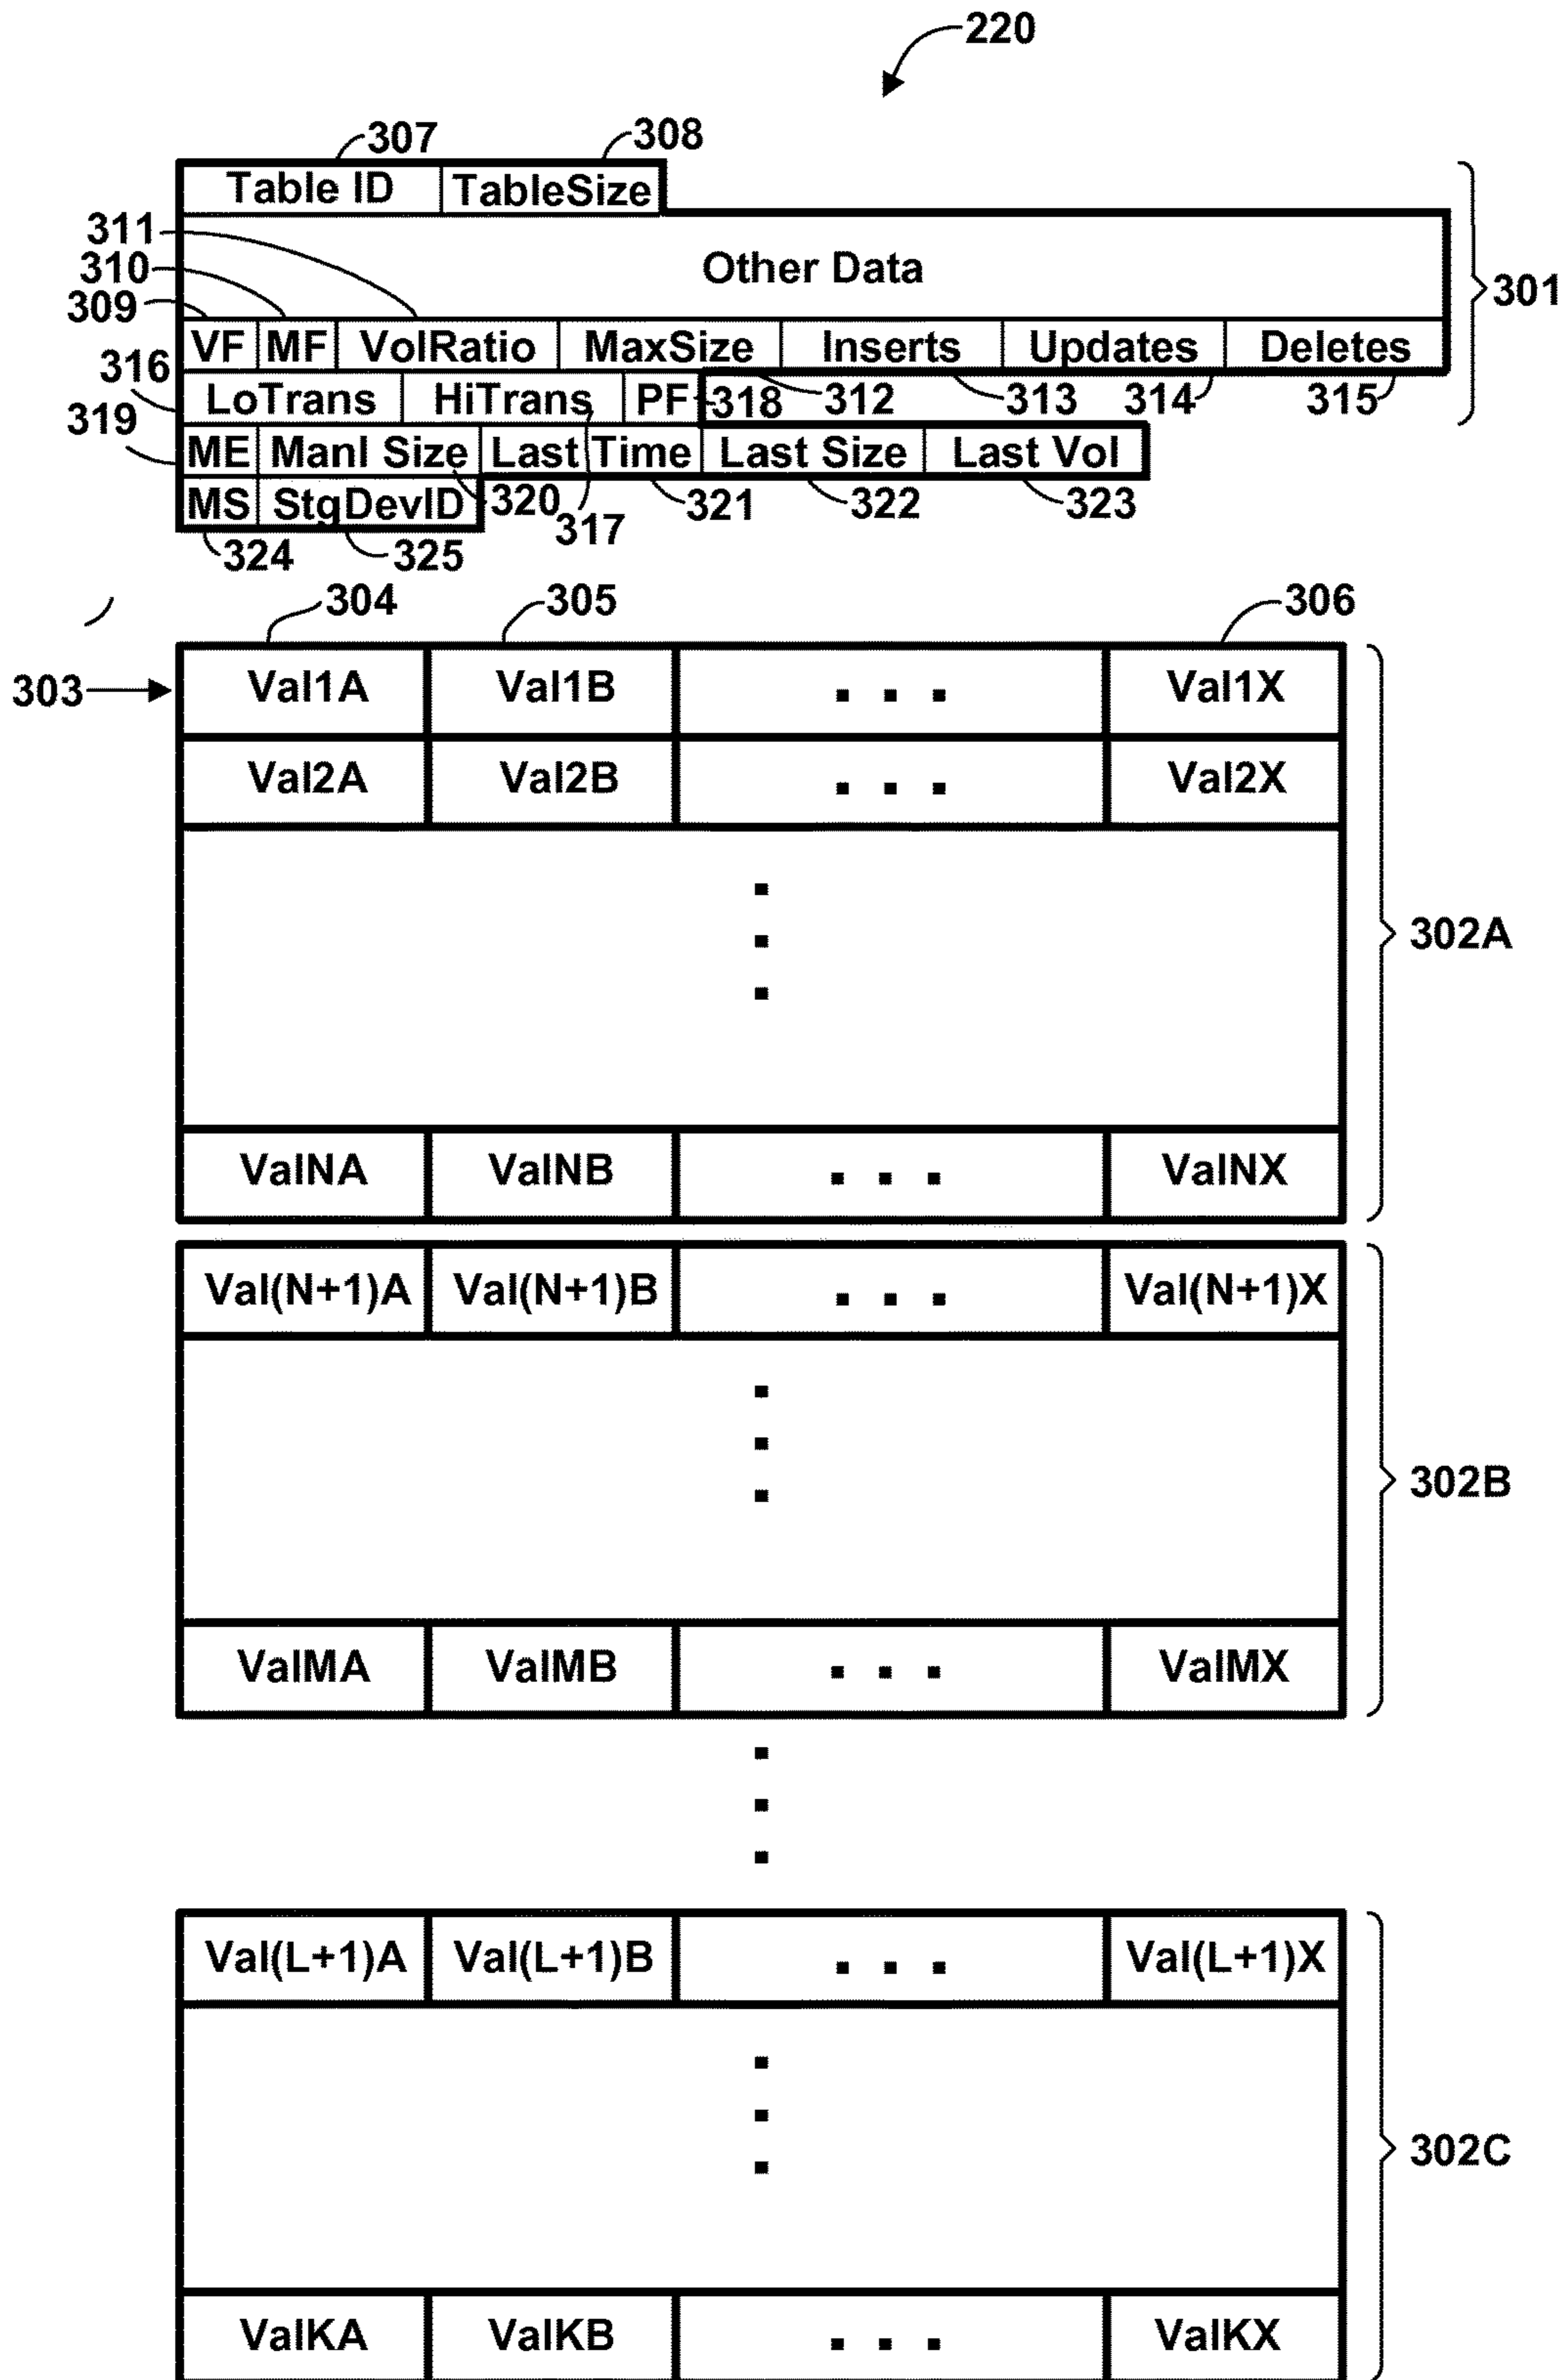 220
307 308
Table ID TableSize
311
Other Data
310
301
309
VF MF VolRatio MaxSize Inserts Updates Deletes
316
LoTrans HiTrans PF 318 312 313 314 315
319
ME Manl Size Last Time Last Size Last Vol
MS StgDevID 320 317 321 322 323
324 325
304 305 306
303 Val1A Val1B . . . Val1X
Val2A Val2B . . . Val2X
.
.
302A
.
ValNA ValNB . . . ValNX
Val(N+1)A Val(N+1)B . . . Val(N+1)X
.
.
302B
.
ValMA ValMB . . . ValMX
.
.
.
Val(L+1)A Val(L+1)B . . . Val(L+1)X
.
.
302C
.
ValKA ValKB . . . ValKX